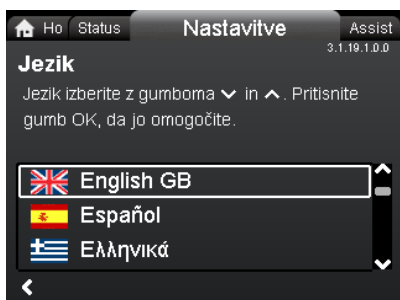 Ho Status Nastavitve Assist
3.1.19.1.0.0
Jezik
Jezik izberite z gumboma in . Pritisnite
gumb OK, da jo omogočite.
English GB
Español
Ελληνικά